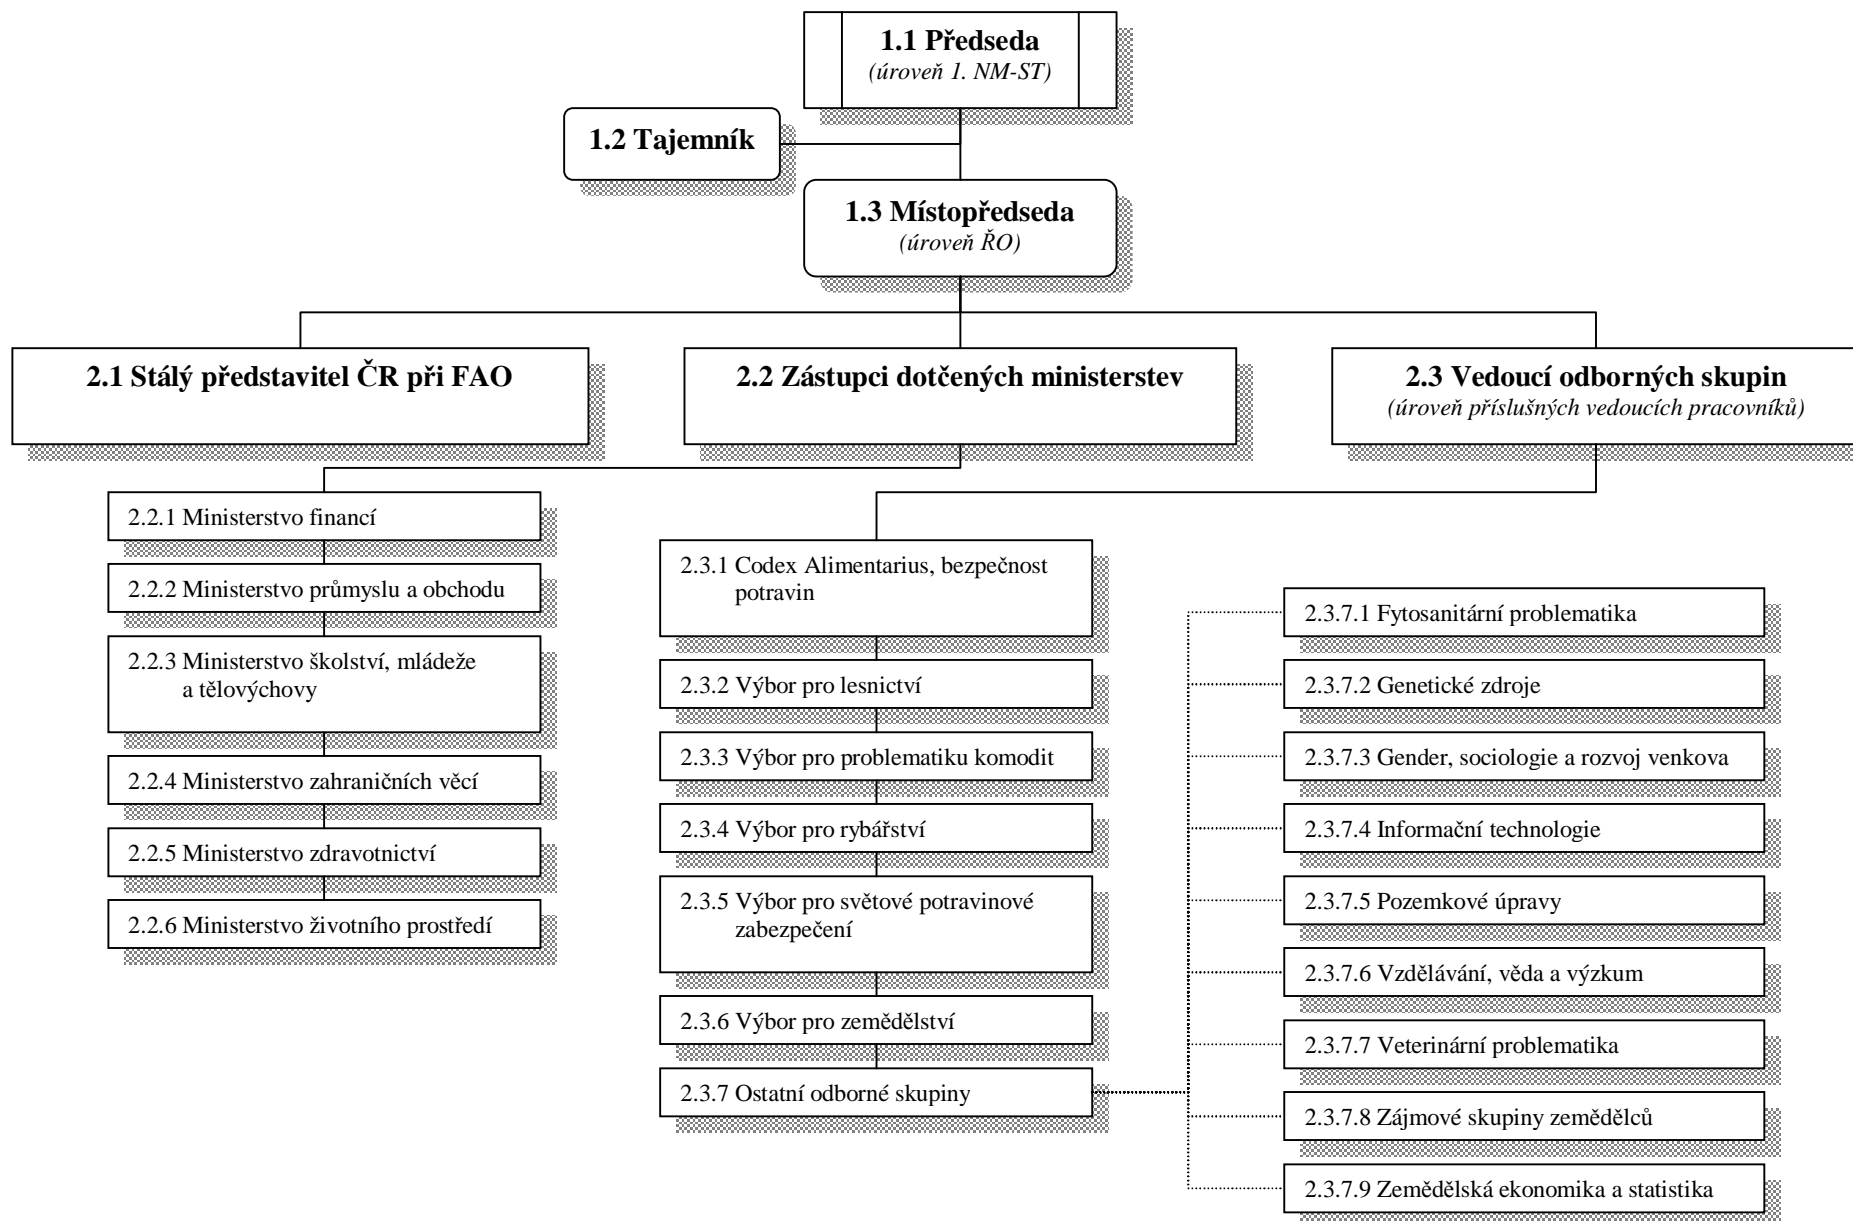 1.1 Předseda
(úroveň 1. NM-ST)
1.2 Tajemník
1.3 Místopředseda
(úroveň ŘO)
2.1 Stálý představitel ČR při FAO
2.2 Zástupci dotčených ministerstev
2.3 Vedoucí odborných skupin
(úroveň příslušných vedoucích pracovníků)
2.2.1 Ministerstvo financí
2.2.2 Ministerstvo průmyslu a obchodu
2.2.3 Ministerstvo školství, mládeže
a tělovýchovy
2.2.4 Ministerstvo zahraničních věcí
2.2.5 Ministerstvo zdravotnictví
2.2.6 Ministerstvo životního prostředí
2.3.1 Codex Alimentarius, bezpečnost
potravin
2.3.2 Výbor pro lesnictví
2.3.3 Výbor pro problematiku komodit
2.3.4 Výbor pro rybářství
2.3.5 Výbor pro světové potravinové
zabezpečení
2.3.6 Výbor pro zemědělství
2.3.7 Ostatní odborné skupiny
2.3.7.1 Fytosanitární problematika
2.3.7.2 Genetické zdroje
2.3.7.3 Gender, sociologie a rozvoj venkova
2.3.7.4 Informační technologie
2.3.7.5 Pozemkové úpravy
2.3.7.6 Vzdělávání, věda a výzkum
2.3.7.7 Veterinární problematika
2.3.7.8 Zájmové skupiny zemědělců
2.3.7.9 Zemědělská ekonomika a statistika